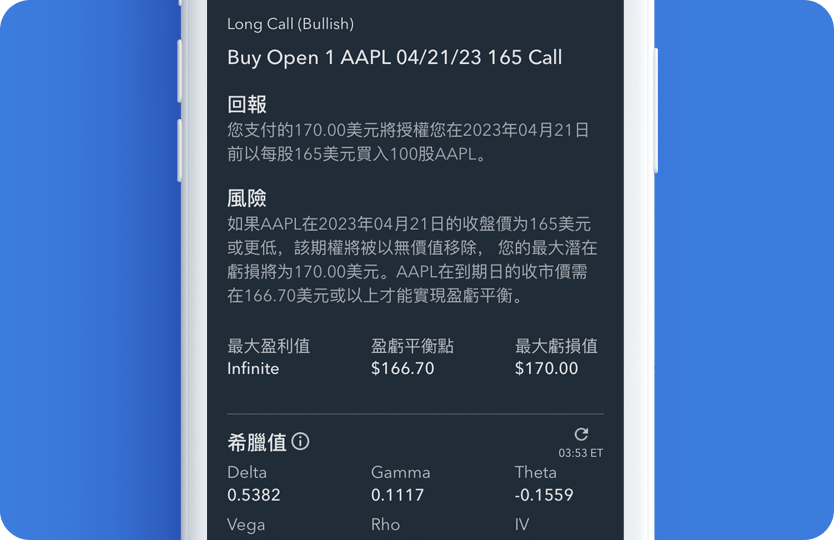 Long Call (Bullish)
Buy Open 1 AAPL 04/21/23 165 Call
回報
您支付的170.00美元將授權您在2023年04月21日
前以每股165美元買入100股AAPL。
風險
如果AAPL在2023年04月21日的收盤價為165美元
或更低，該期權將被以無價值移除， 您的最大潛在
虧損將為170.00美元。AAPL在到期日的收市價需
在166.70美元或以上才能實現盈虧平衡。
最大盈利值 盈虧平衡點 最大虧損值
Infinite $166.70 $170.00
希臘值
03:53 ET
Delta Gamma Theta
0.5382 0.1117 -0.1559
Vega Rho IV